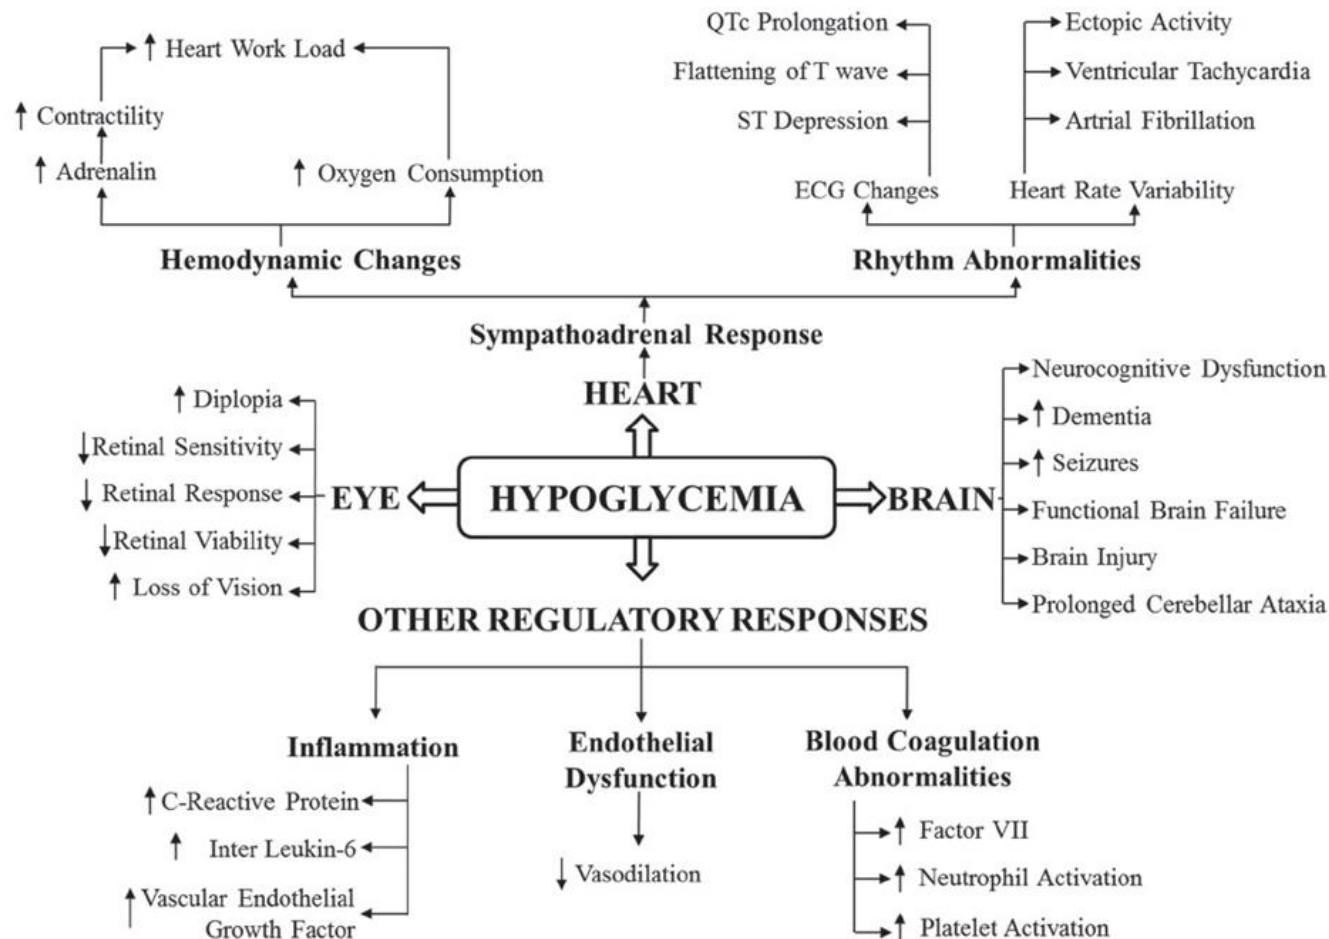 QTc Prolongation
Flattening of T wave
ST Depression
ECG Changes
Ectopic Activity
Ventricular Tachycardia
Artrial Fibrillation
Heart Rate Variability
↑ Heart Work Load
↑ Contractility
↑ Adrenalin
↑ Oxygen Consumption
Hemodynamic Changes
Rhythm Abnormalities
Sympathoadrenal Response
HEART
↑ Diplopia
↓ Retinal Sensitivity
↓ Retinal Response
↓ Retinal Viability
↑ Loss of Vision
EYE
HYPOGLYCEMIA
BRAIN
Neurocognitive Dysfunction
↑ Dementia
↑ Seizures
Functional Brain Failure
Brain Injury
Prolonged Cerebellar Ataxia
OTHER REGULATORY RESPONSES
Inflammation
↑ C-Reactive Protein
↑ Inter Leukin-6
↑ Vascular Endothelial
Growth Factor
Endothelial
Dysfunction
↓ Vasodilation
Blood Coagulation
Abnormalities
↑ Factor VII
↑ Neutrophil Activation
↑ Platelet Activation